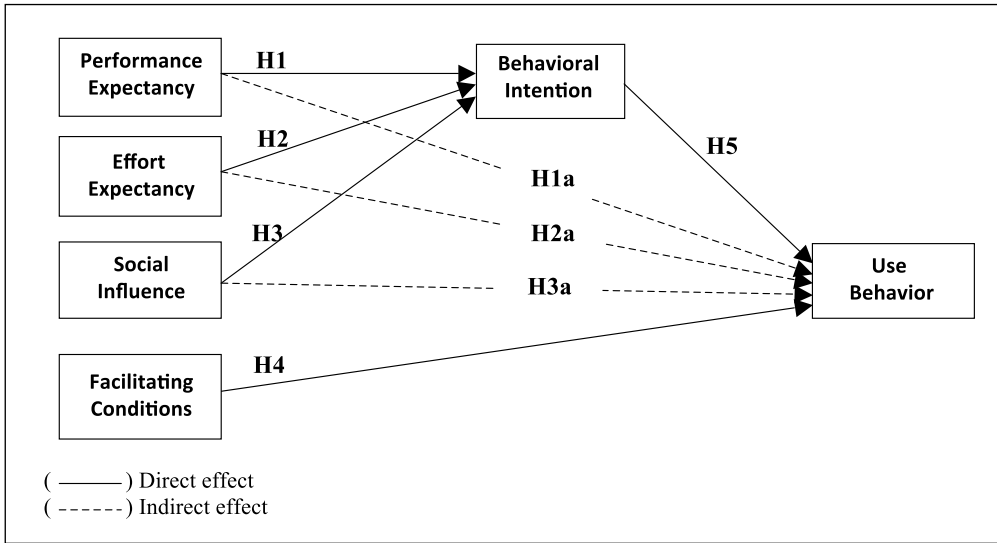 Performance
Expectancy
H1
Behavioral
Intention
Effort
Expectancy
H2
H5
H1a
Social
Influence
H3
H2a
H3a
Use
Behavior
Facilitating
Conditions
H4
( ———— ) Direct effect
( ------- ) Indirect effect